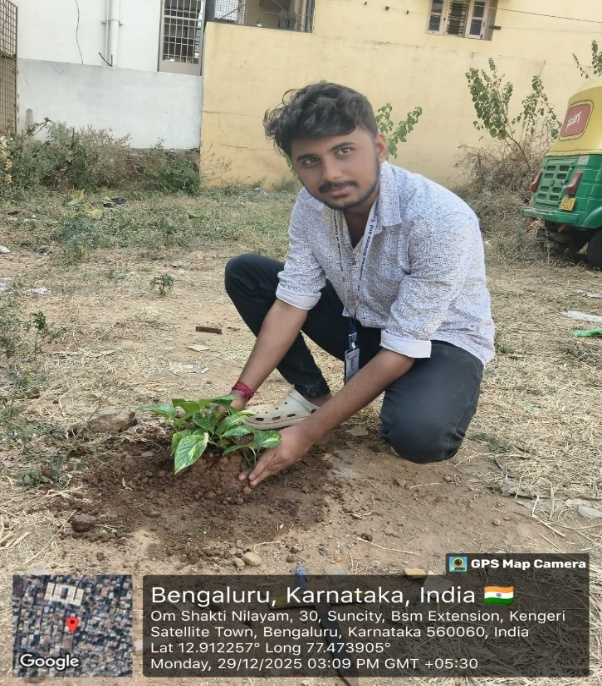 GPS Map Camera
Bengaluru, Karnataka, India
Om Shakti Nilayam, 30, Suncity, Bsm Extension, Kengeri
Satellite Town, Bengaluru, Karnataka 560060, India
Lat 12.912257° Long 77.473905°
Monday, 29/12/2025 03:09 PM GMT +05:30
Google